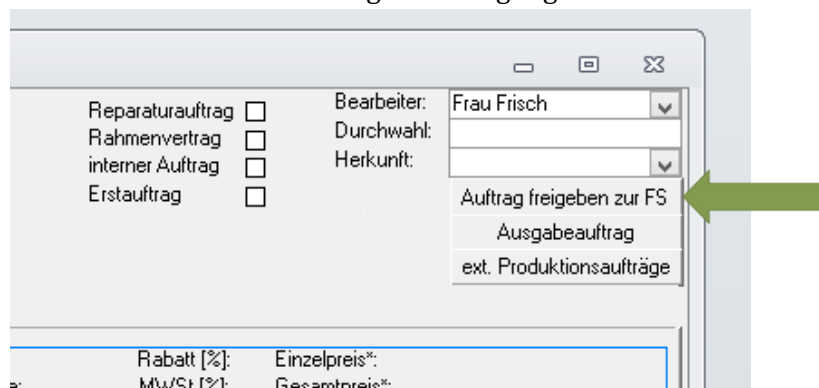 Reparaturauftrag
Rahmenvertrag
interner Auftrag
Erstauftrag
Bearbeiter: Frau Frisch
Durchwahl:
Herkunft:
Auftrag freigeben zur FS
Ausgabeauftrag
ext. Produktionsaufträge
Rabatt [%]: Einzelpreis*:
MWSt [%]: Gesamtpreis*: